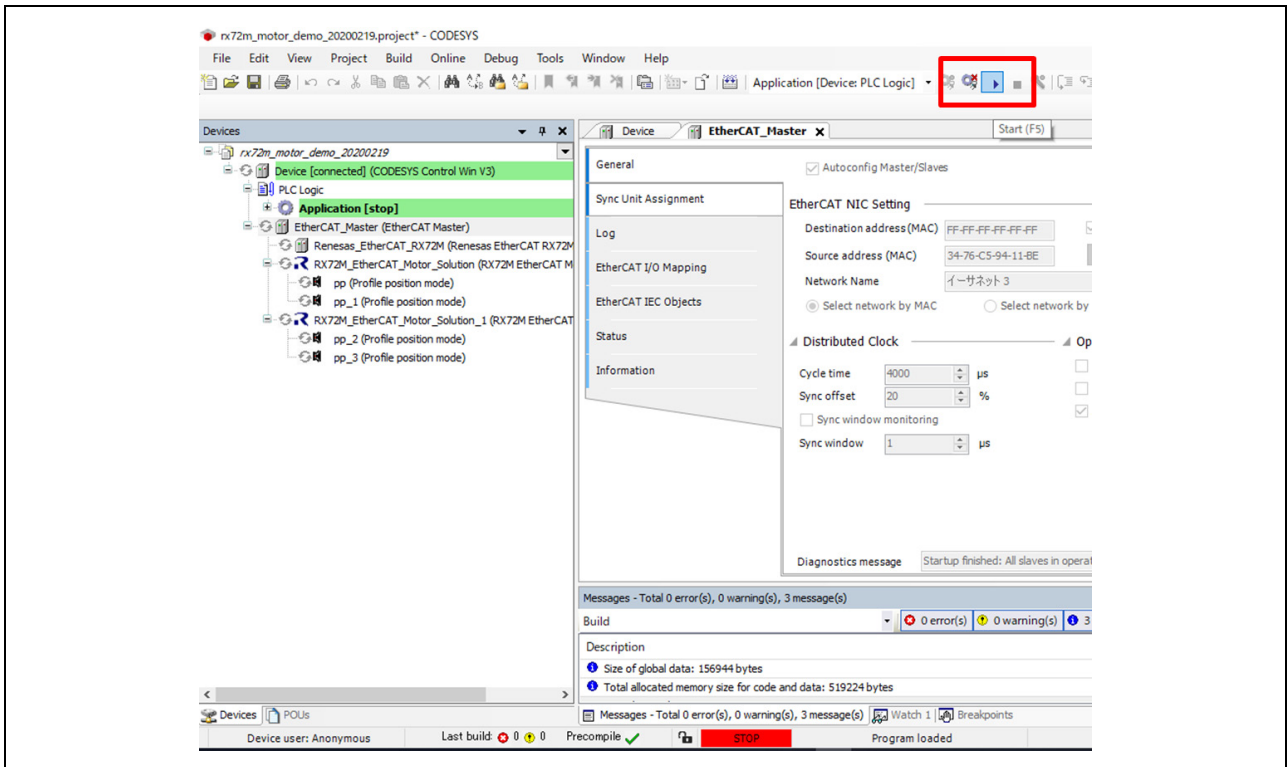 rx72m_motor_demo_20200219.project* - CODESYS
File Edit View Project Build Online Debug Tools Window Help
Application [Device: PLC Logic]
Start (F5)
Devices
rx72m_motor_demo_20200219
Device [connected] (CODESYS Control Win V3)
PLC Logic
Application [stop]
EtherCAT_Master (EtherCAT Master)
Renesas_EtherCAT_RX72M (Renesas EtherCAT RX72M
RX72M_EtherCAT_Motor_Solution (RX72M EtherCAT M
pp (Profile position mode)
pp_1 (Profile position mode)
RX72M_EtherCAT_Motor_Solution_1 (RX72M EtherCAT
pp_2 (Profile position mode)
pp_3 (Profile position mode)
Devices POUs
Device EtherCAT_Master
General
Sync Unit Assignment
Log
EtherCAT I/O Mapping
EtherCAT IEC Objects
Status
Information
Autoconfig Master/Slaves
EtherCAT NIC Setting
Destination address (MAC) FF-FF-FF-FF-FF-FF
Source address (MAC) 34-76-C5-94-11-BE
Network Name イーサネット 3
Select network by MAC Select network by
Distributed Clock Op
Cycle time 4000 µs
Sync offset 20 %
Sync window monitoring
Sync window 1 µs
Diagnostics message Startup finished: All slaves in operat
Messages - Total 0 error(s), 0 warning(s), 3 message(s)
Build 0 error(s) 0 warning(s) 3
Description
Size of global data: 156944 bytes
Total allocated memory size for code and data: 519224 bytes
Messages - Total 0 error(s), 0 warning(s), 3 message(s) Watch 1 Breakpoints
Device user: Anonymous Last build: 0 0 Precompile STOP Program loaded